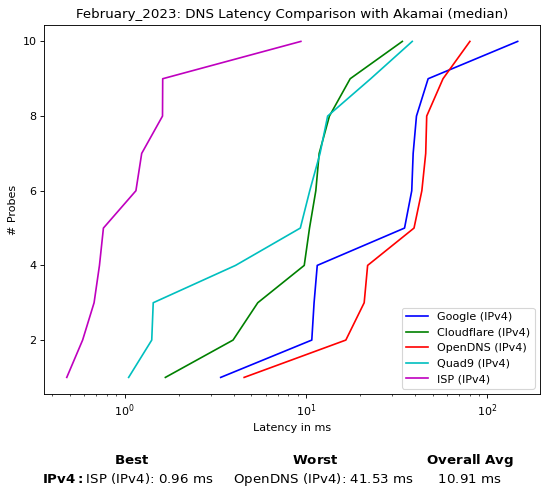 February_2023: DNS Latency Comparison with Akamai (median)
10
8
6
4
2
# Probes
Google (IPv4)
Cloudflare (IPv4)
OpenDNS (IPv4)
Quad9 (IPv4)
ISP (IPv4)
10⁰ 10¹ 10²
Latency in ms
Best Worst Overall Avg
IPv4: ISP (IPv4): 0.96 ms OpenDNS (IPv4): 41.53 ms 10.91 ms